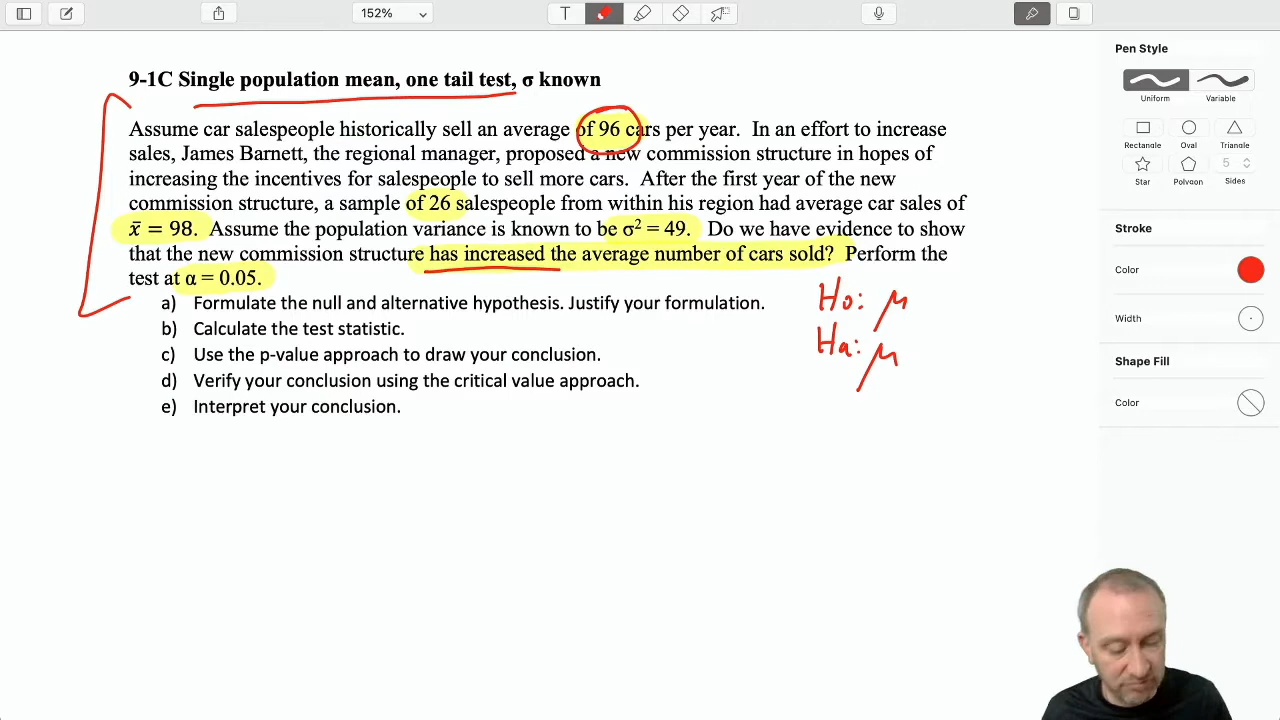 152%
T
9-1C Single population mean, one tail test, σ known
Assume car salespeople historically sell an average of 96 cars per year. In an effort to increase
sales, James Barnett, the regional manager, proposed a new commission structure in hopes of
increasing the incentives for salespeople to sell more cars. After the first year of the new
commission structure, a sample of 26 salespeople from within his region had average car sales of
x̄ = 98. Assume the population variance is known to be σ² = 49. Do we have evidence to show
that the new commission structure has increased the average number of cars sold? Perform the
test at α = 0.05.
a) Formulate the null and alternative hypothesis. Justify your formulation.
b) Calculate the test statistic.
c) Use the p-value approach to draw your conclusion.
d) Verify your conclusion using the critical value approach.
e) Interpret your conclusion.
Ho: μ
Ha: μ
Pen Style
Uniform Variable
Rectangle Oval Triangle
Star Polygon 5 Sides
Stroke
Color
Width
Shape Fill
Color